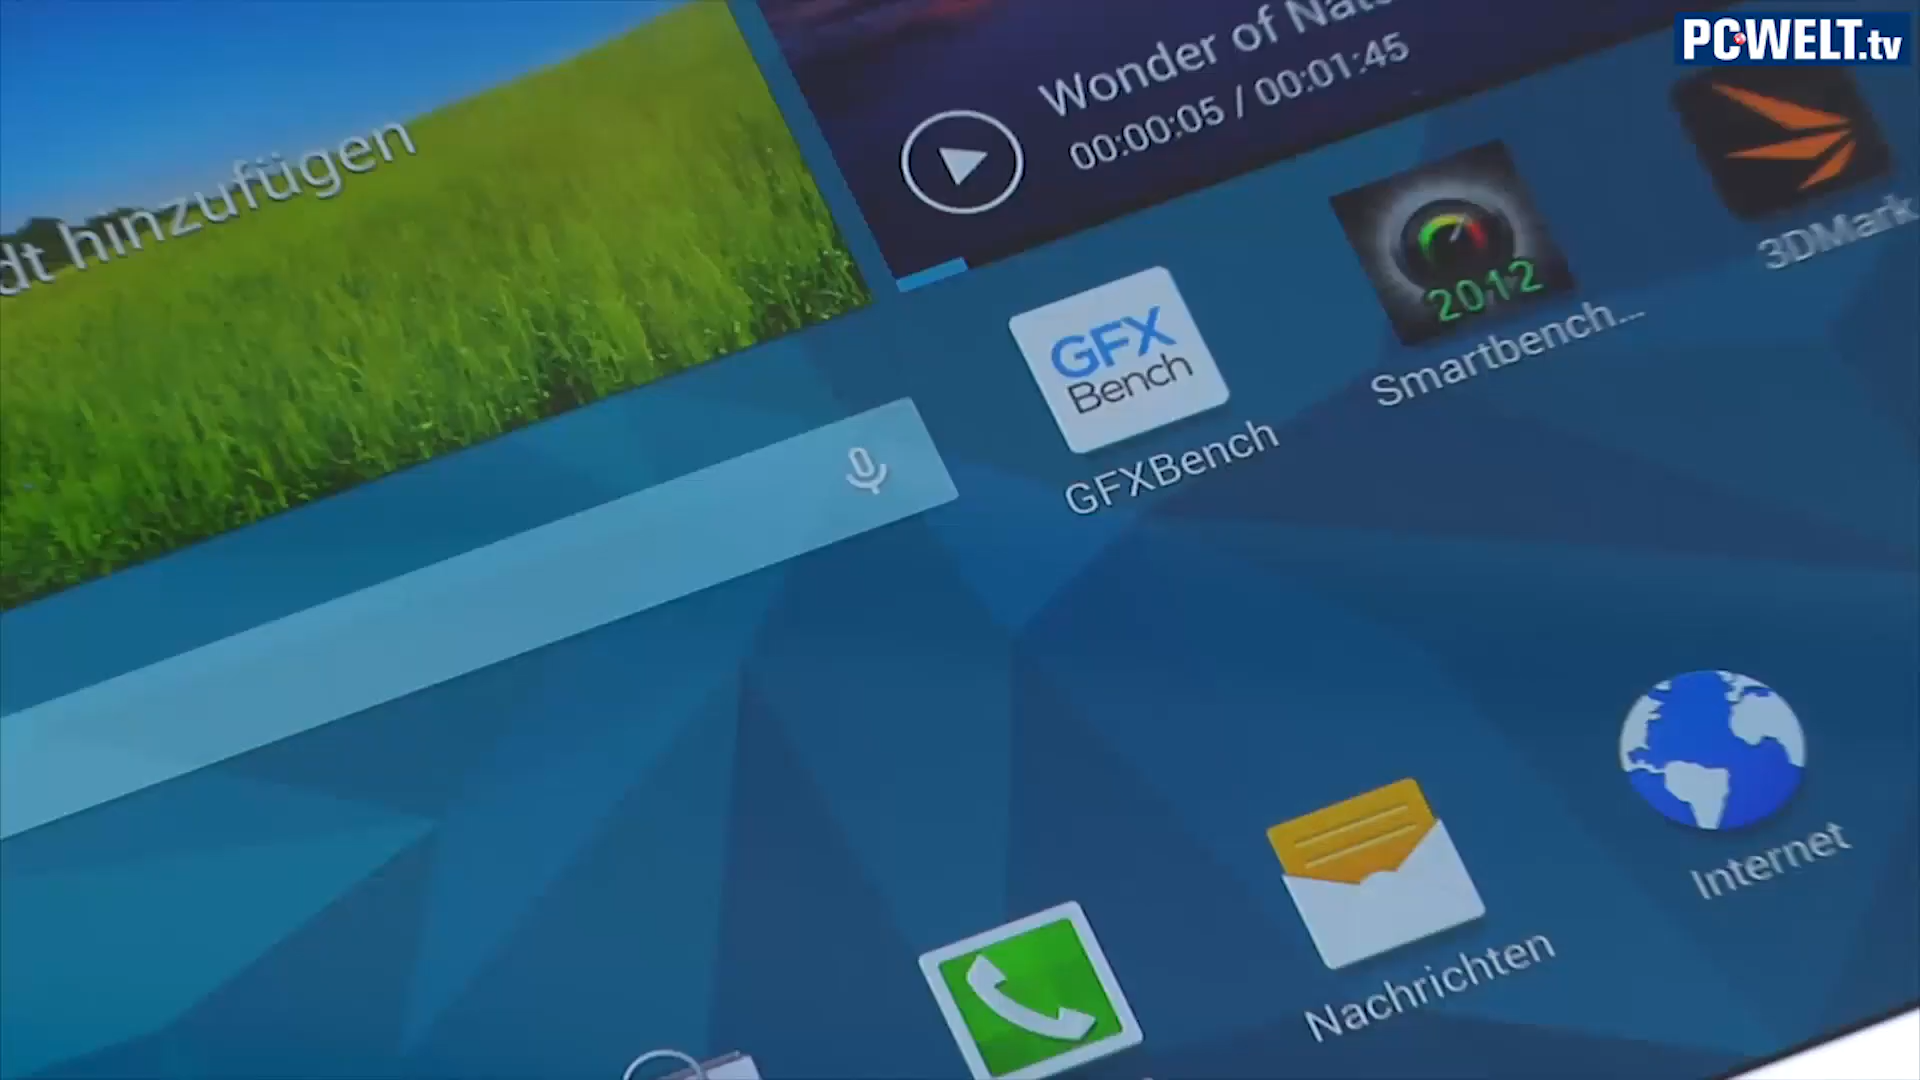 PCWELT.tv
dt hinzufügen
Wonder of Nat
00:00:05 / 00:01:45
3DMark
2012
Smartbench...
GFX
Bench
GFXBench
Internet
Nachrichten